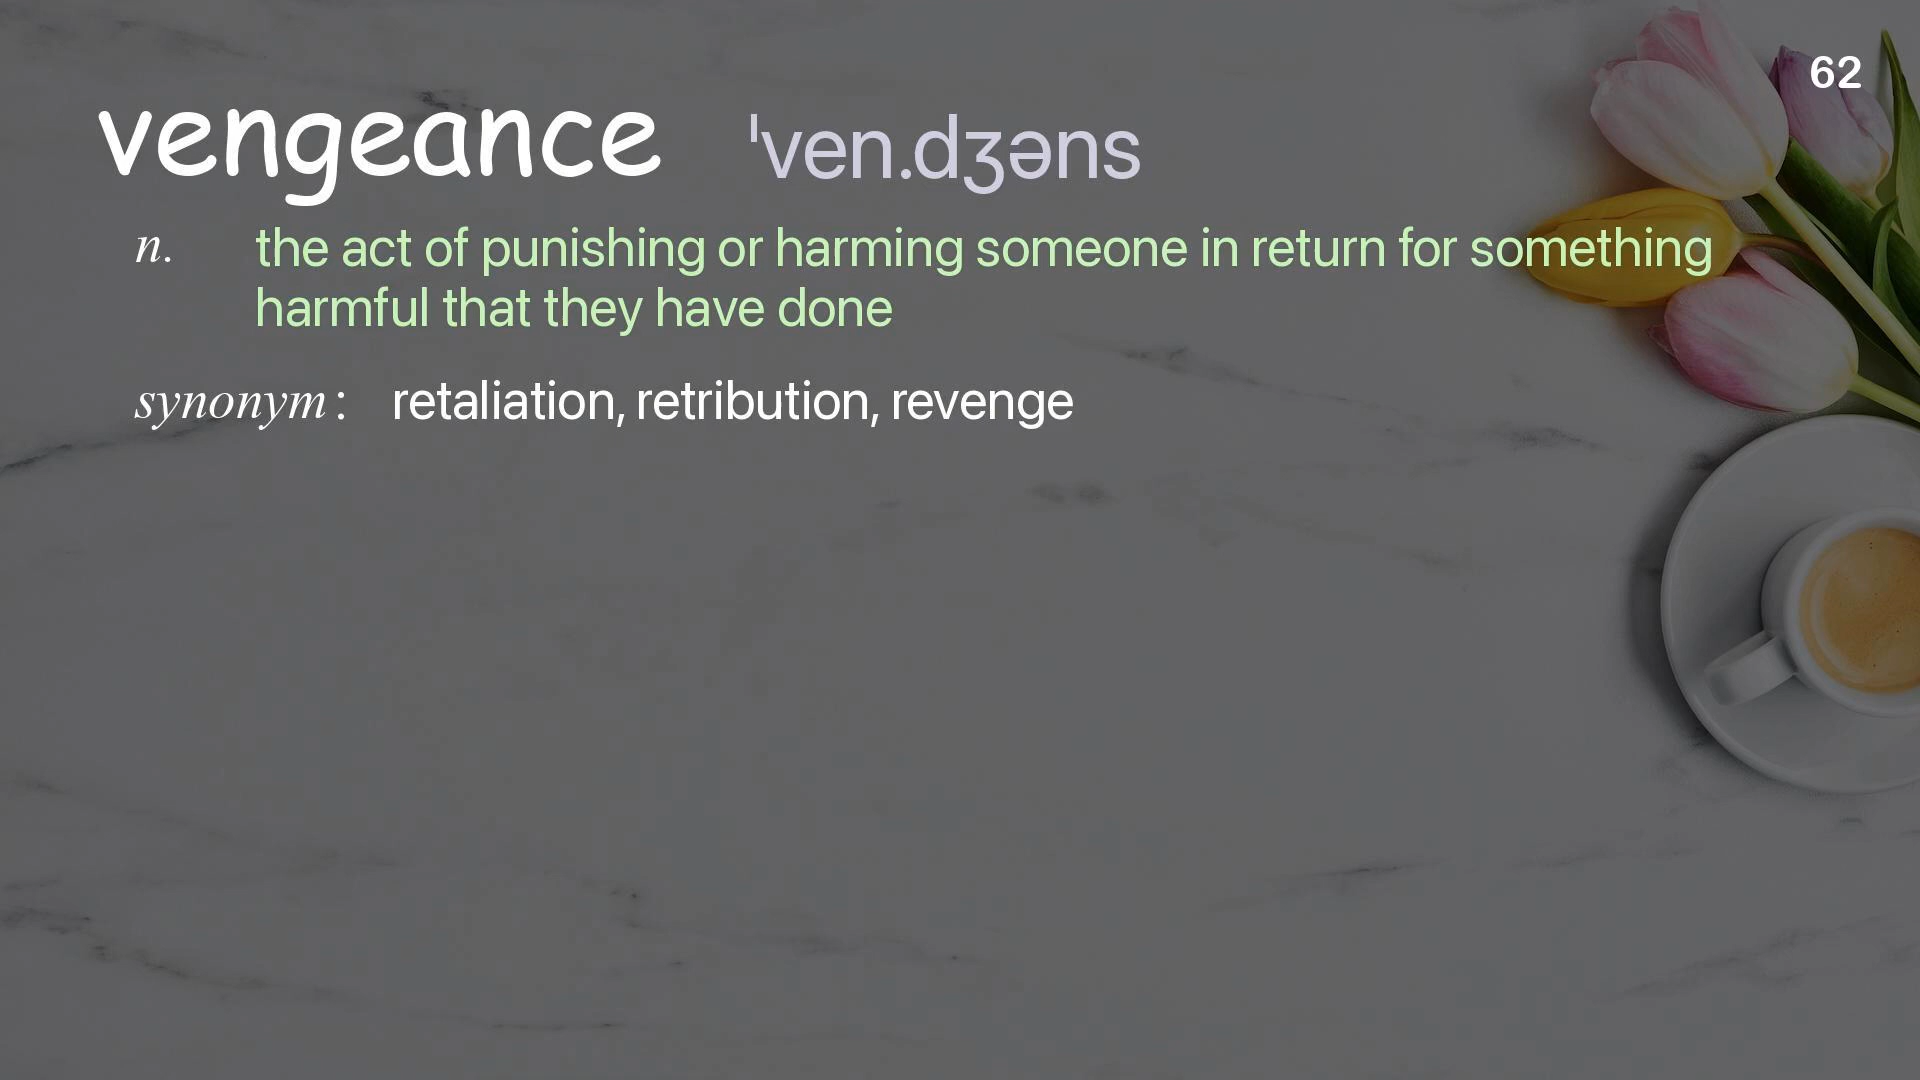 62
vengeance ˈven.dʒəns
n. the act of punishing or harming someone in return for something
harmful that they have done
synonym : retaliation, retribution, revenge